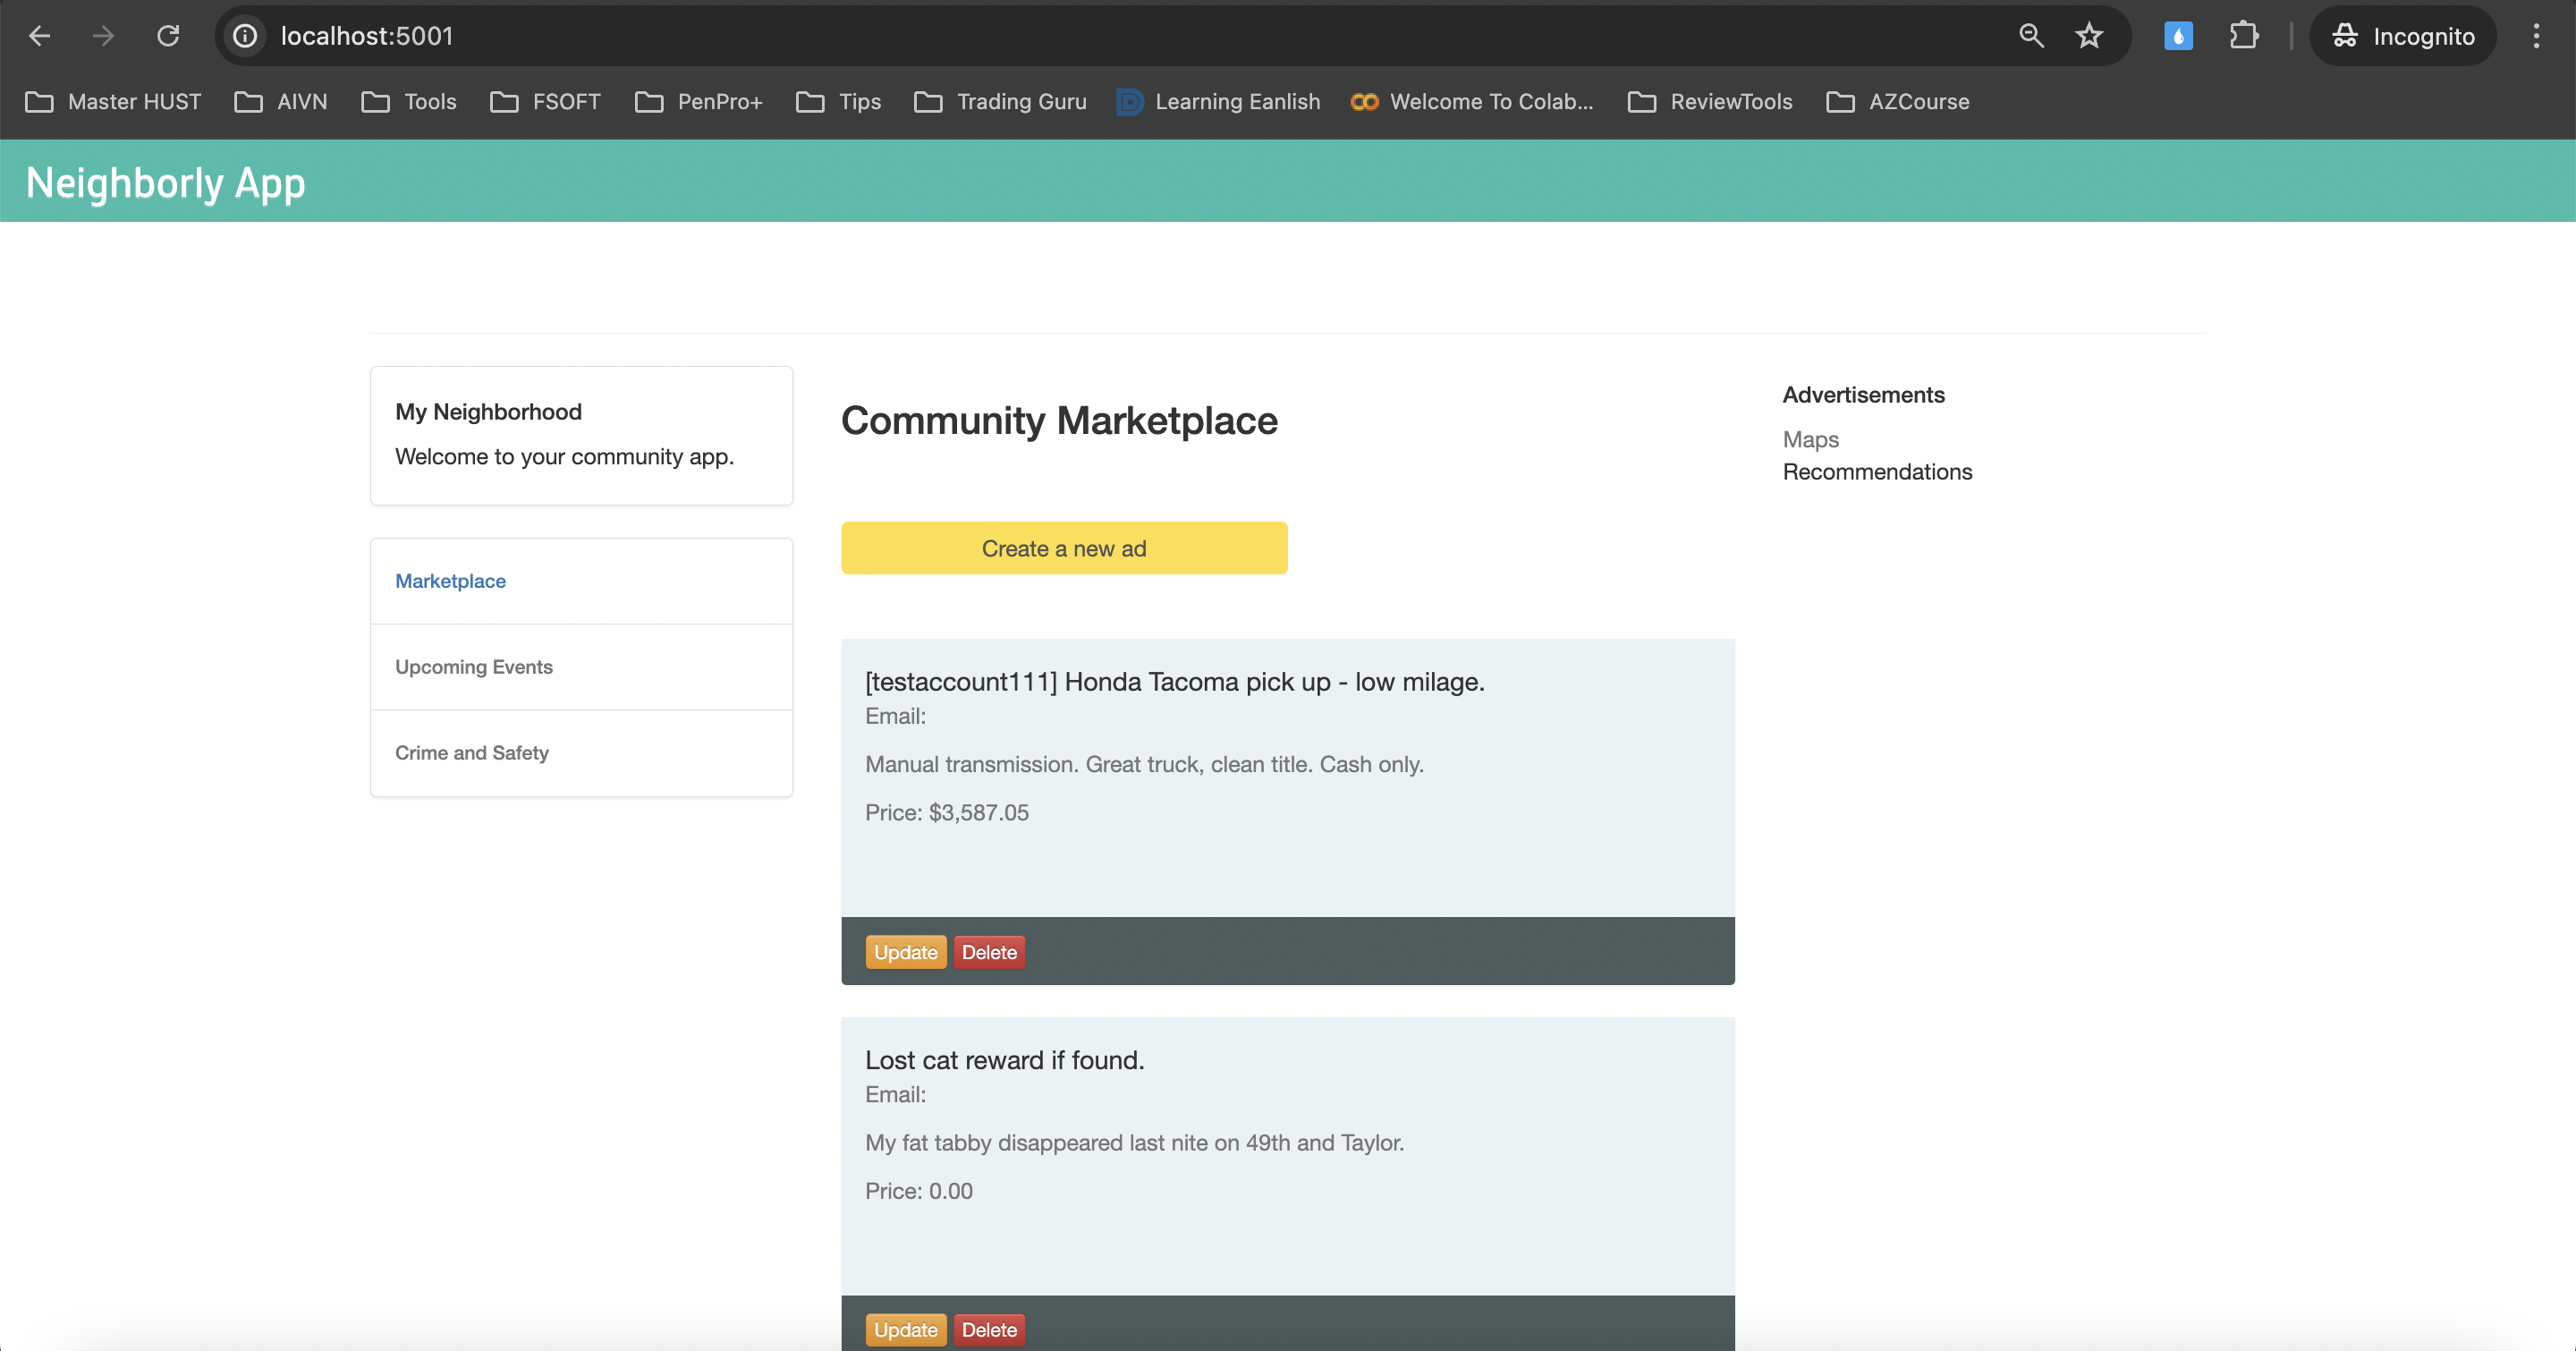 localhost:5001
Incognito
Master HUST
AIVN
Tools
FSOFT
PenPro+
Tips
Trading Guru
Learning Eanlish
Welcome To Colab...
ReviewTools
AZCourse
Neighborly App
My Neighborhood
Welcome to your community app.
Marketplace
Upcoming Events
Crime and Safety
Community Marketplace
Create a new ad
[testaccount111] Honda Tacoma pick up - low milage.
Email:
Manual transmission. Great truck, clean title. Cash only.
Price: $3,587.05
Update Delete
Lost cat reward if found.
Email:
My fat tabby disappeared last nite on 49th and Taylor.
Price: 0.00
Update Delete
Advertisements
Maps
Recommendations